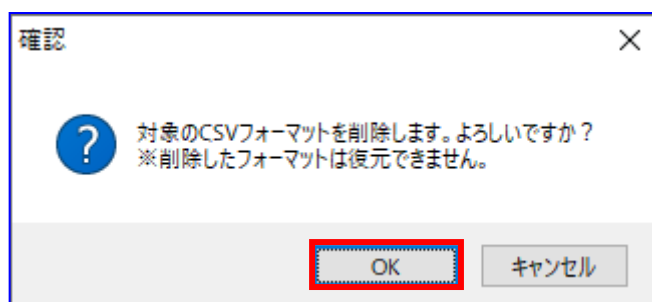 確認
対象のCSVフォーマットを削除します。よろしいですか？
※削除したフォーマットは復元できません。
OK
キャンセル